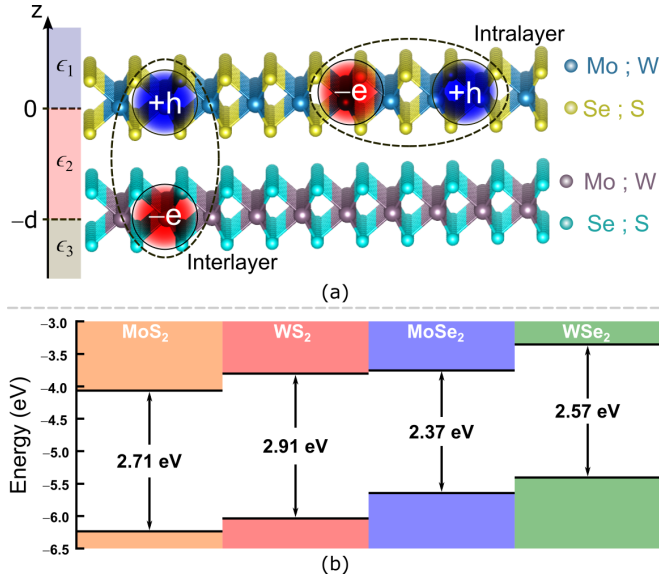 z
Intralayer
ϵ1
Mo ; W
+h
−e
+h
0
Se ; S
ϵ2
Mo ; W
−e
−d
Se ; S
ϵ3
Interlayer
(a)
−3.0
MoS2
WS2
MoSe2
WSe2
−3.5
−4.0
−4.5
2.57 eV
2.37 eV
2.91 eV
2.71 eV
−5.0
−5.5
−6.0
−6.5
Energy (eV)
(b)